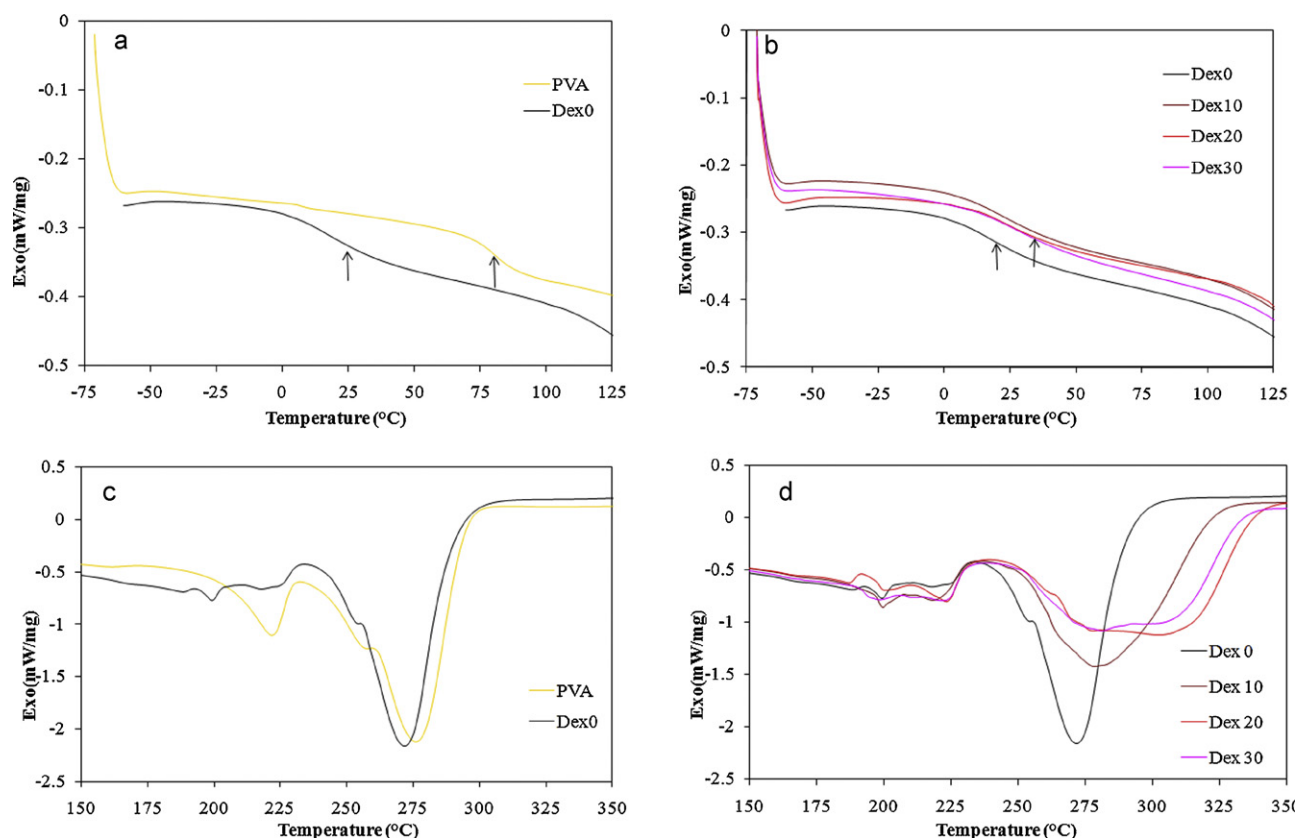 a
0
-0.1
-0.2
-0.3
-0.4
-0.5
Exo(mW/mg)
PVA
Dex0
-75 -50 -25 0 25 50 75 100 125
Temperature (°C)
b
0
-0.1
-0.2
-0.3
-0.4
-0.5
Exo(mW/mg)
Dex0
Dex10
Dex20
Dex30
-75 -50 -25 0 25 50 75 100 125
Temperature (°C)
c
0.5
0
-0.5
-1
-1.5
-2
-2.5
Exo(mW/mg)
PVA
Dex0
150 175 200 225 250 275 300 325 350
Temperature (°C)
d
0.5
0
-0.5
-1
-1.5
-2
-2.5
Exo(mW/mg)
Dex 0
Dex 10
Dex 20
Dex 30
150 175 200 225 250 275 300 325 350
Temperature (°C)